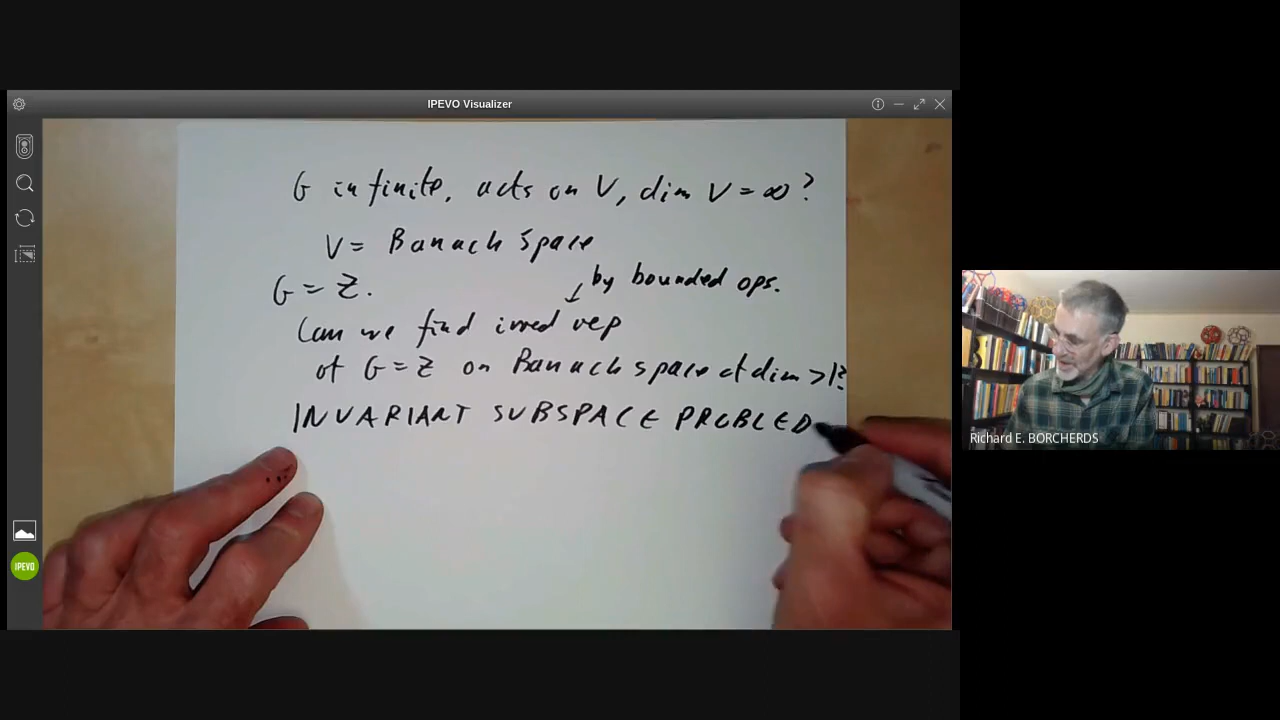 IPEVO Visualizer
G infinite, acts on V, dim V = ∞ ?
V = Banach Space
by bounded ops.
G = Z.
Can we find irred rep
of G = Z on Banach space of dim > 1?
INVARIANT SUBSPACE PROBLE
Richard E. BORCHERDS
IPEVO